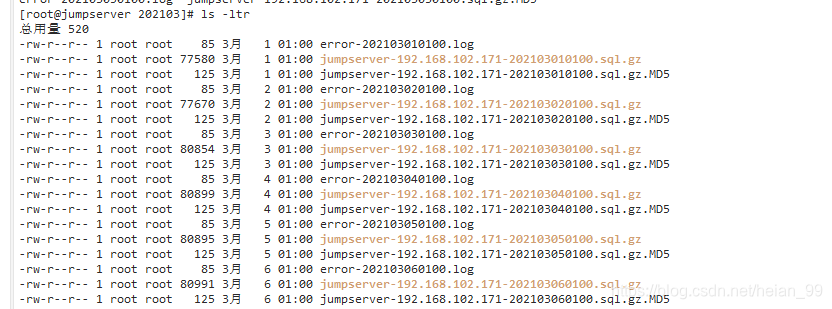 error-202103050100.log  jumpserver-192.168.102.171-202103050100.sql.gz.MD5
[root@jumpserver 202103]# ls -ltr
总用量 520
-rw-r--r-- 1 root root    85 3月   1 01:00 error-202103010100.log
-rw-r--r-- 1 root root 77580 3月   1 01:00 jumpserver-192.168.102.171-202103010100.sql.gz
-rw-r--r-- 1 root root   125 3月   1 01:00 jumpserver-192.168.102.171-202103010100.sql.gz.MD5
-rw-r--r-- 1 root root    85 3月   2 01:00 error-202103020100.log
-rw-r--r-- 1 root root 77670 3月   2 01:00 jumpserver-192.168.102.171-202103020100.sql.gz
-rw-r--r-- 1 root root   125 3月   2 01:00 jumpserver-192.168.102.171-202103020100.sql.gz.MD5
-rw-r--r-- 1 root root    85 3月   3 01:00 error-202103030100.log
-rw-r--r-- 1 root root 80854 3月   3 01:00 jumpserver-192.168.102.171-202103030100.sql.gz
-rw-r--r-- 1 root root   125 3月   3 01:00 jumpserver-192.168.102.171-202103030100.sql.gz.MD5
-rw-r--r-- 1 root root    85 3月   4 01:00 error-202103040100.log
-rw-r--r-- 1 root root 80899 3月   4 01:00 jumpserver-192.168.102.171-202103040100.sql.gz
-rw-r--r-- 1 root root   125 3月   4 01:00 jumpserver-192.168.102.171-202103040100.sql.gz.MD5
-rw-r--r-- 1 root root    85 3月   5 01:00 error-202103050100.log
-rw-r--r-- 1 root root 80895 3月   5 01:00 jumpserver-192.168.102.171-202103050100.sql.gz
-rw-r--r-- 1 root root   125 3月   5 01:00 jumpserver-192.168.102.171-202103050100.sql.gz.MD5
-rw-r--r-- 1 root root    85 3月   6 01:00 error-202103060100.log
-rw-r--r-- 1 root root 80991 3月   6 01:00 jumpserver-192.168.102.171-202103060100.sql.gz
-rw-r--r-- 1 root root   125 3月   6 01:00 jumpserver-192.168.102.171-202103060100.sql.gz.MD5
https://blog.csdn.net/heian_99